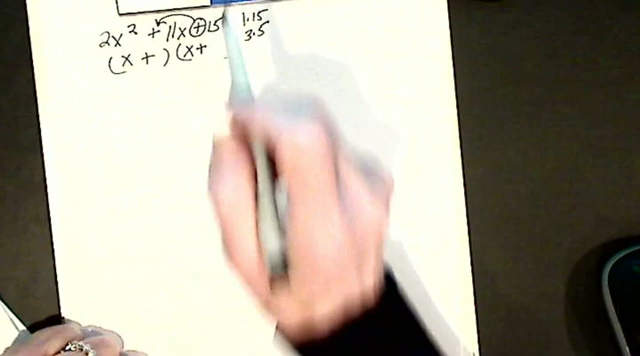 2x² + 11x + 15
1·15
3·5
(x + ) (x +